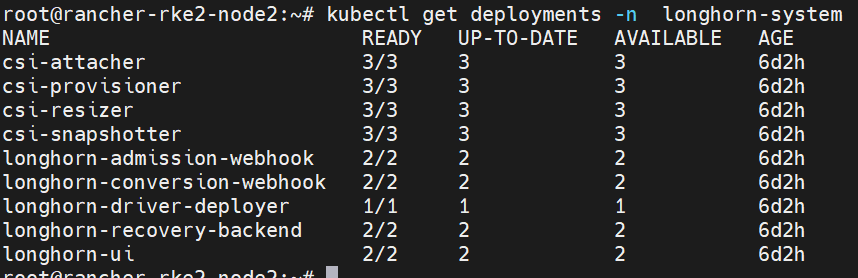 root@rancher-rke2-node2:~# kubectl get deployments -n  longhorn-system
NAME                          READY   UP-TO-DATE   AVAILABLE   AGE
csi-attacher                  3/3     3            3           6d2h
csi-provisioner               3/3     3            3           6d2h
csi-resizer                   3/3     3            3           6d2h
csi-snapshotter               3/3     3            3           6d2h
longhorn-admission-webhook    2/2     2            2           6d2h
longhorn-conversion-webhook   2/2     2            2           6d2h
longhorn-driver-deployer      1/1     1            1           6d2h
longhorn-recovery-backend     2/2     2            2           6d2h
longhorn-ui                   2/2     2            2           6d2h
root@rancher-rke2-node2:~#